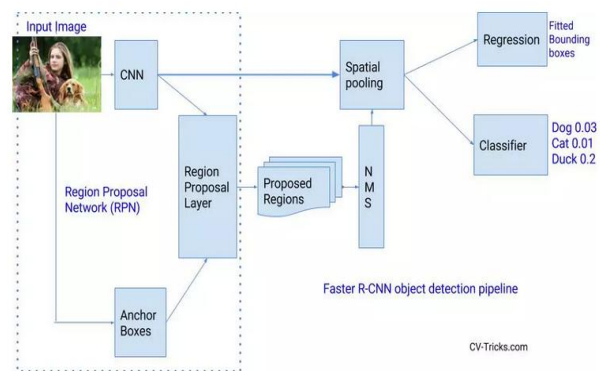 Input Image
CNN
Region Proposal
Network (RPN)
Region
Proposal
Layer
Anchor
Boxes
Proposed
Regions
N
M
S
Spatial
pooling
Regression
Fitted
Bounding
boxes
Classifier
Dog 0.03
Cat 0.01
Duck 0.2
Faster R-CNN object detection pipeline
CV-Tricks.com